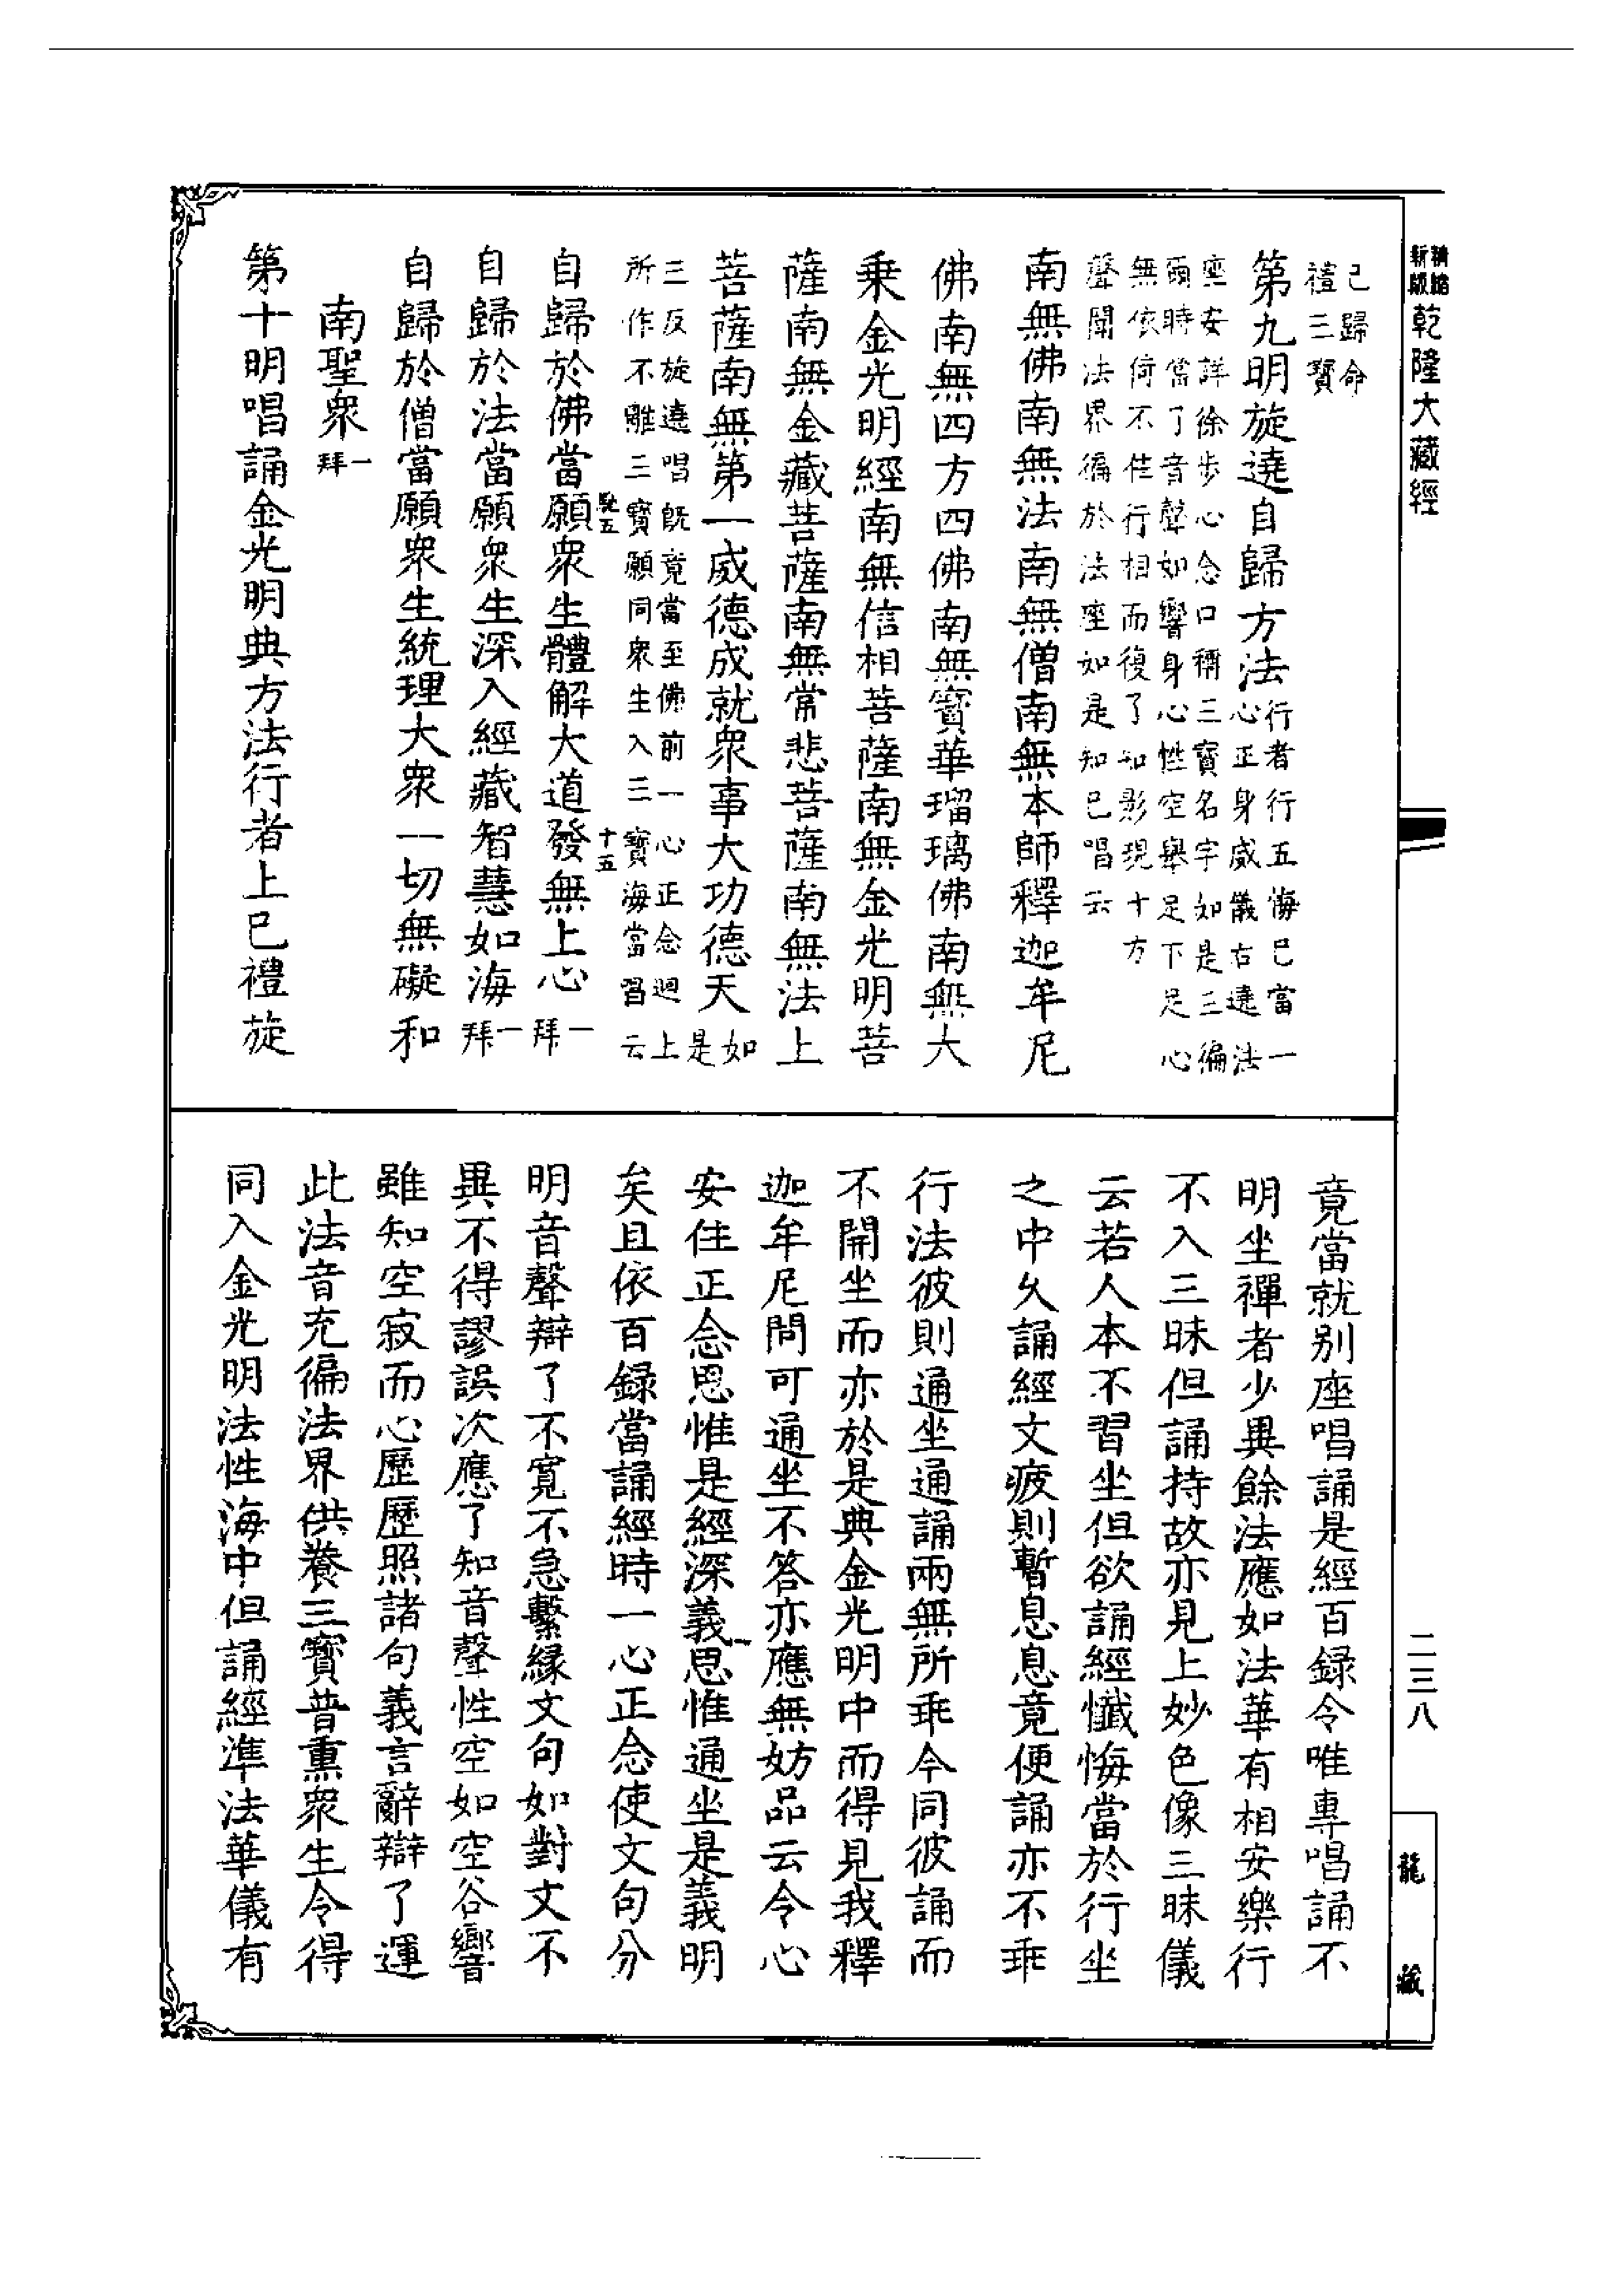 精縮
新版
乾隆大藏經
已歸命
禮三寶
第九明旋遶自歸方法
行者行五悔已當一
心正身威儀右遶法
座安詳徐步心念口稱三寶名字如是三徧
爾時當了音聲如響身心性空舉足下足心
無依倚不住行相而復了知影現十方
聲聞法界徧於法座如是知已唱云
南無佛南無法南無僧南無本師釋迦牟尼
佛南無四方四佛南無寶華瑠璃佛南無大
乗金光明經南無信相菩薩南無金光明菩
薩南無金藏菩薩南無常悲菩薩南無法上
菩薩南無第一威德成就衆事大功德天
如
是
三反旋遶唱旣竟當至佛前一心正念迴上
所作不離三寶願同衆生入三寶海當習云
自歸於佛當願衆生體解大道發無上心
一
拜
自歸於法當願衆生深入經藏智慧如海
一
拜
自歸於僧當願衆生統理大衆一切無礙和
南聖衆
一
拜
第十明唱誦金光明典方法行者上已禮旋
五
十五
竟當就别座唱誦是經百録令唯專唱誦不
明坐禪者少異餘法應如法華有相安樂行
不入三昧但誦持故亦見上妙色像三昧儀
云若人本不習坐但欲誦經懺悔當於行坐
之中久誦經文疲則暫息息竟便誦亦不乖
行法彼則通坐通誦兩無所乖今同彼誦而
不開坐而亦於是典金光明中而得見我釋
迦牟尼問可通坐不答亦應無妨品云令心
安住正念思惟是經深義思惟通坐是義明
矣且依百録當誦經時一心正念使文句分
明音聲辯了不寛不急繫縁文句如對文不
異不得謬誤次應了知音聲性空如空谷響
雖知空寂而心歷歷照諸句義言辭辯了運
此法音充徧法界供養三寶普熏衆生令得
同入金光明法性海中但誦經準法華儀有
二三八
龍藏